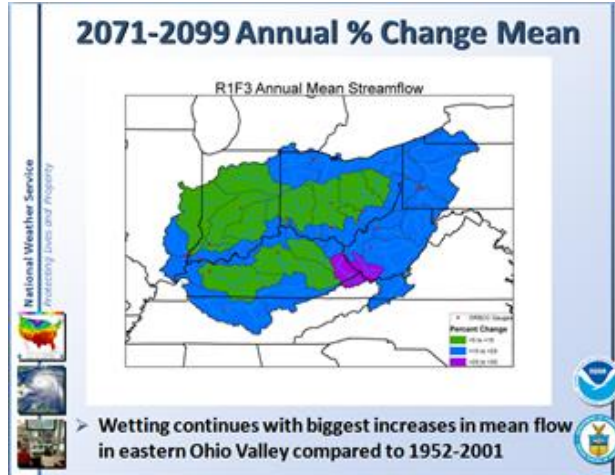 2071-2099 Annual % Change Mean
R1F3 Annual Mean Streamflow
National Weather Service
Protecting Lives and Property
Percent Change
➢ Wetting continues with biggest increases in mean flow
in eastern Ohio Valley compared to 1952-2001